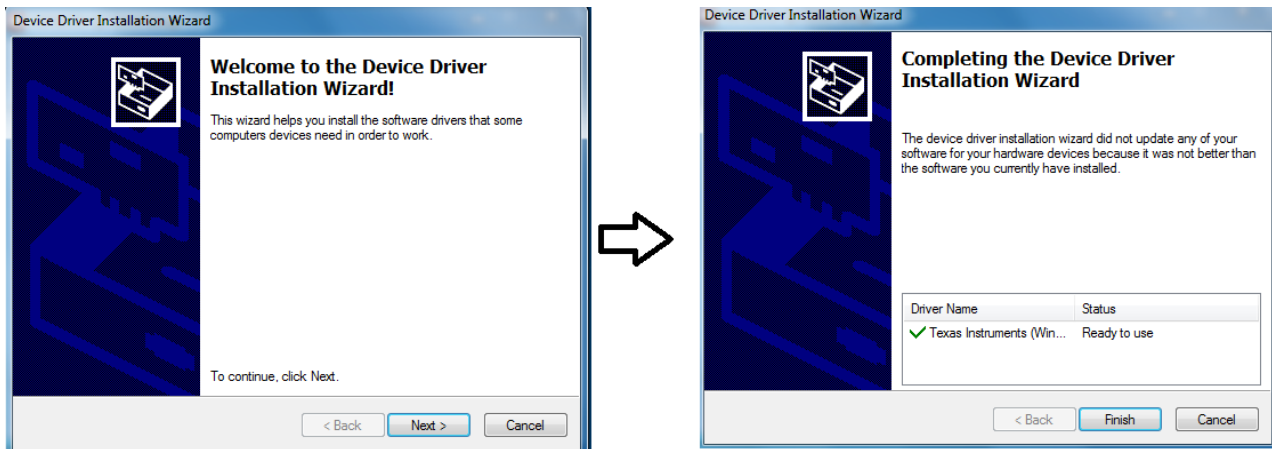 Device Driver Installation Wizard
Welcome to the Device Driver
Installation Wizard!
This wizard helps you install the software drivers that some
computers devices need in order to work.
To continue, click Next.
< Back
Next >
Cancel
Device Driver Installation Wizard
Completing the Device Driver
Installation Wizard
The device driver installation wizard did not update any of your
software for your hardware devices because it was not better than
the software you currently have installed.
Driver Name Status
Texas Instruments (Win... Ready to use
< Back
Finish
Cancel